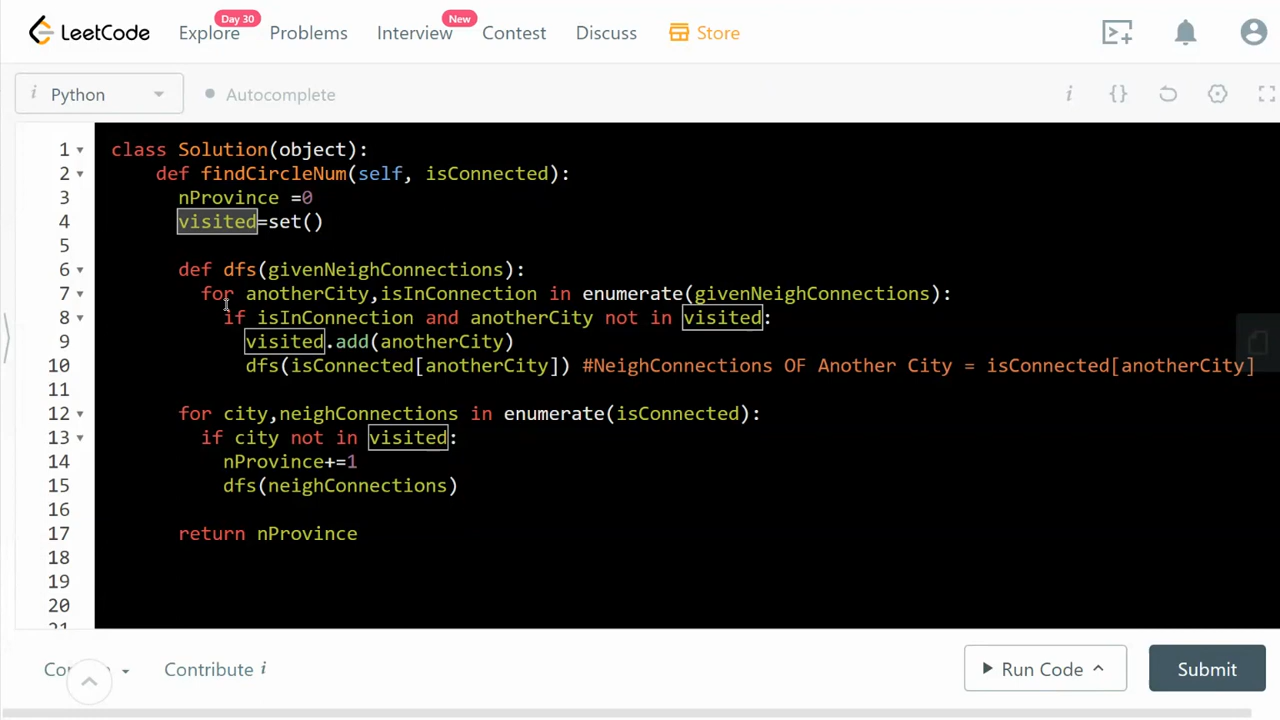 LeetCode
Explore Day 30 Problems Interview New Contest Discuss Store
i Python Autocomplete i {}
1 class Solution(object):
2 def findCircleNum(self, isConnected):
3 nProvince =0
4 visited=set()
5
6 def dfs(givenNeighConnections):
7 for anotherCity,isInConnection in enumerate(givenNeighConnections):
8 if isInConnection and anotherCity not in visited:
9 visited.add(anotherCity)
10 dfs(isConnected[anotherCity]) #NeighConnections OF Another City = isConnected[anotherCity]
11
12 for city,neighConnections in enumerate(isConnected):
13 if city not in visited:
14 nProvince+=1
15 dfs(neighConnections)
16
17 return nProvince
18
19
20
21
Contribute i Run Code Submit